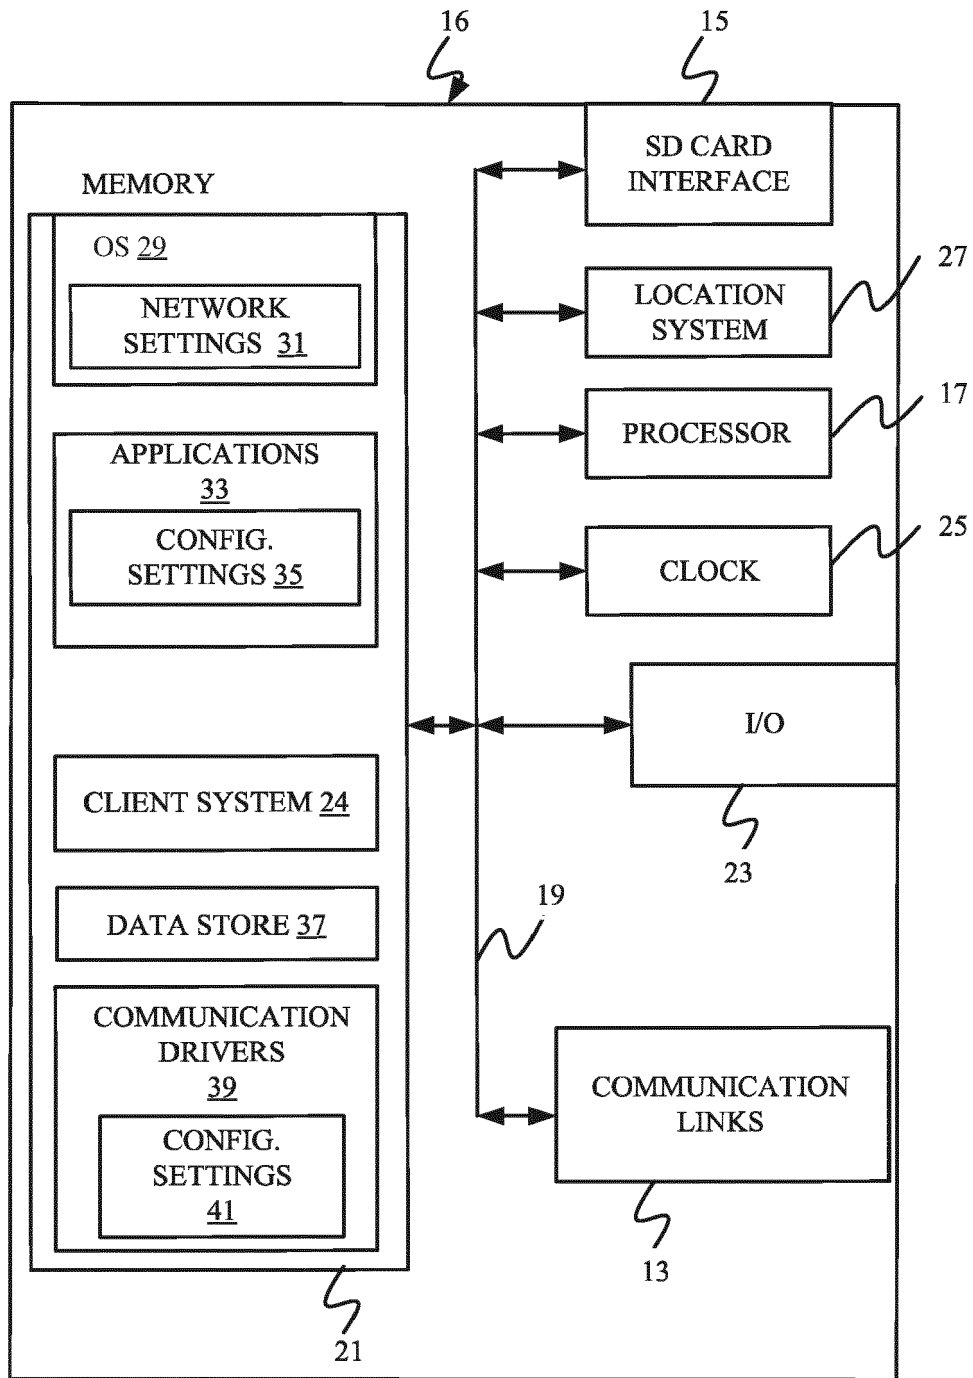 16
15
SD CARD
INTERFACE
MEMORY
OS 29
NETWORK
SETTINGS 31
27
LOCATION
SYSTEM
17
PROCESSOR
APPLICATIONS
33
CONFIG.
SETTINGS 35
25
CLOCK
I/O
23
CLIENT SYSTEM 24
DATA STORE 37
19
COMMUNICATION
DRIVERS
39
CONFIG.
SETTINGS
41
COMMUNICATION
LINKS
13
21